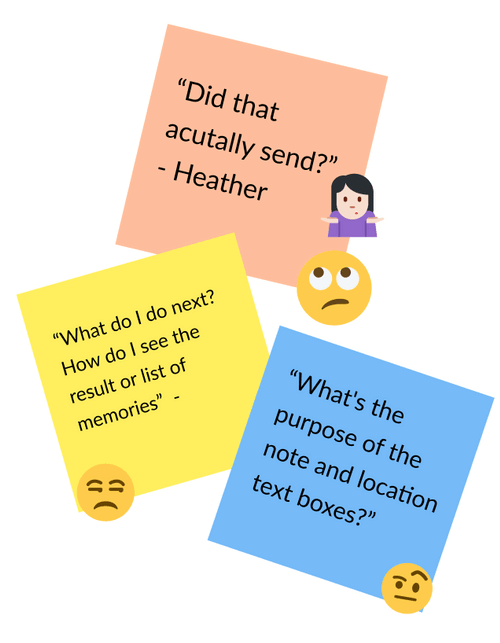 “Did that
acutally send?”
- Heather
“What do I do next?
How do I see the
result or list of
memories”  -
“What's the
purpose of the
note and location
text boxes?”